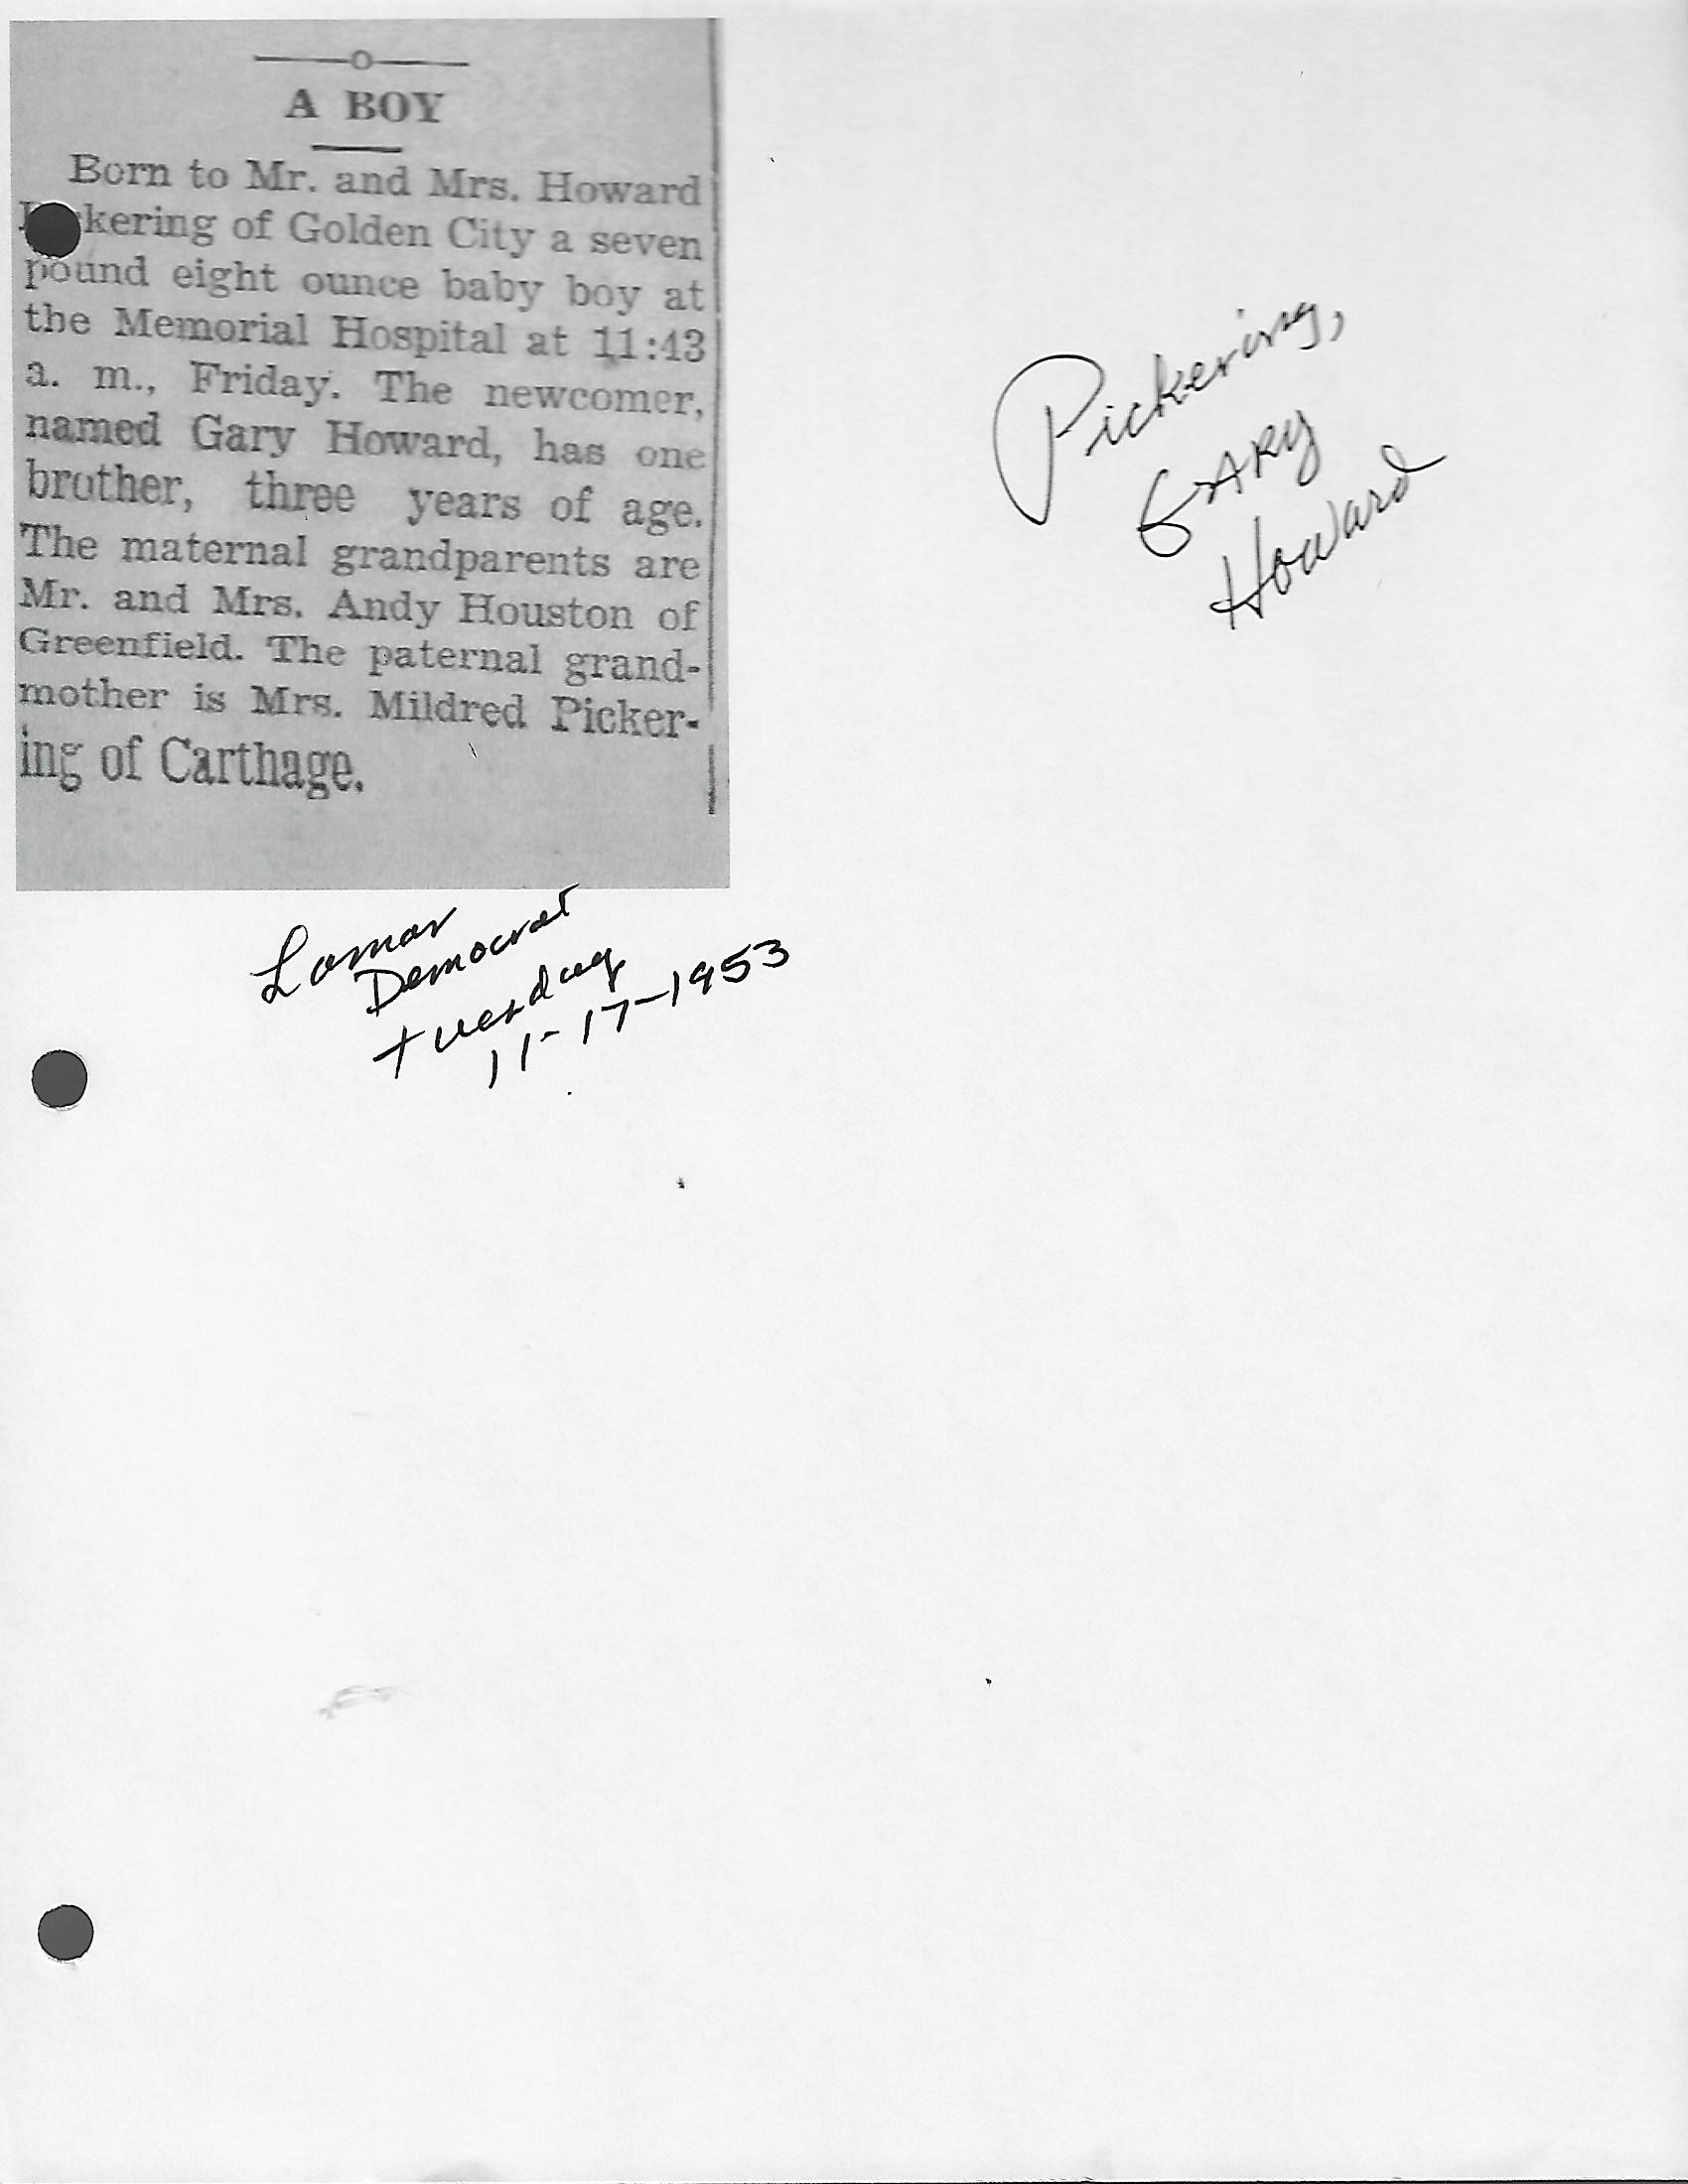 A BOY
Born to Mr. and Mrs. Howard
Pickering of Golden City a seven
pound eight ounce baby boy at
the Memorial Hospital at 11:43
a. m., Friday. The newcomer,
named Gary Howard, has one
brother, three years of age.
The maternal grandparents are
Mr. and Mrs. Andy Houston of
Greenfield. The paternal grand-
mother is Mrs. Mildred Picker-
ing of Carthage.
Pickering,
GARY
Howard
Lamar
Democrat
Tuesday
11-17-1953